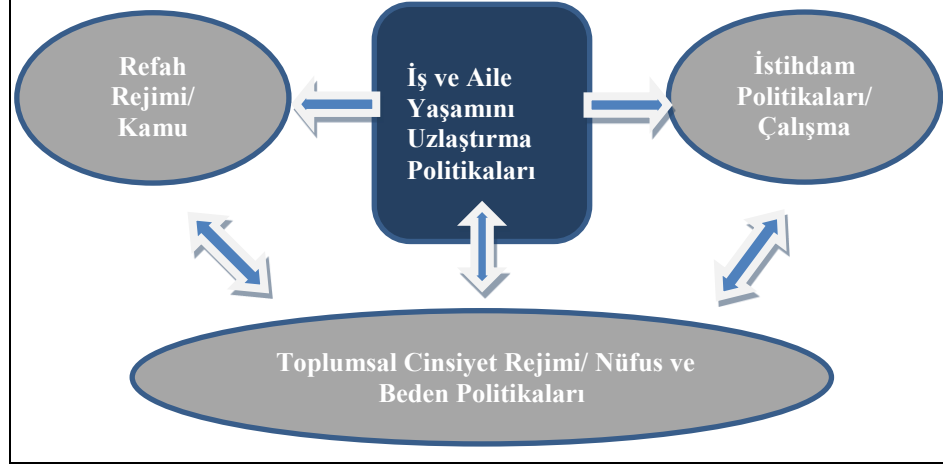 Refah
Rejimi/
Kamu
İş ve Aile
Yaşamını
Uzlaştırma
Politikaları
İstihdam
Politikaları/
Çalışma
Toplumsal Cinsiyet Rejimi/ Nüfus ve
Beden Politikaları